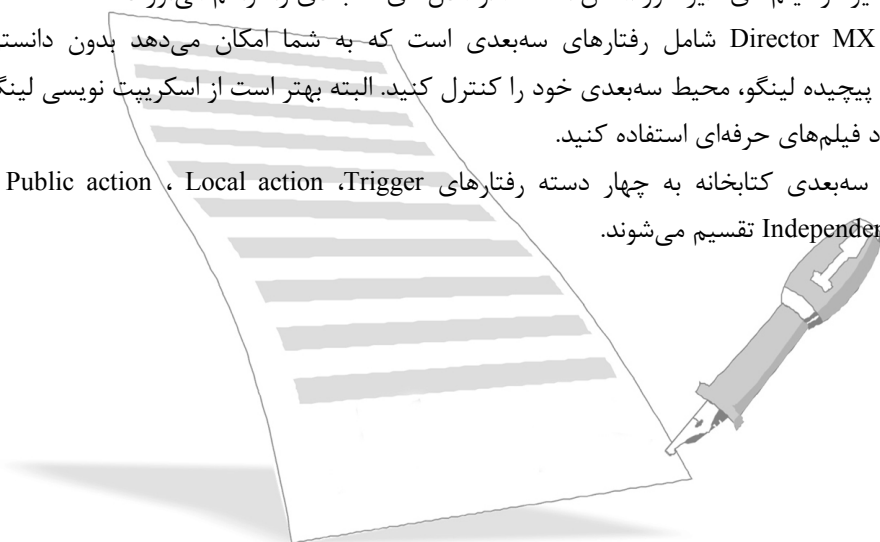 Director MX شامل رفتارهای سه‌بعدی است که به شما امکان می‌دهد بدون دانست
پیچیده لینگو، محیط سه‌بعدی خود را کنترل کنید. البته بهتر است از اسکریپت نویسی لینگ
د فیلم‌های حرفه‌ای استفاده کنید.
سه‌بعدی کتابخانه به چهار دسته رفتارهای Trigger، Local action ، Public action
Independen تقسیم می‌شوند.